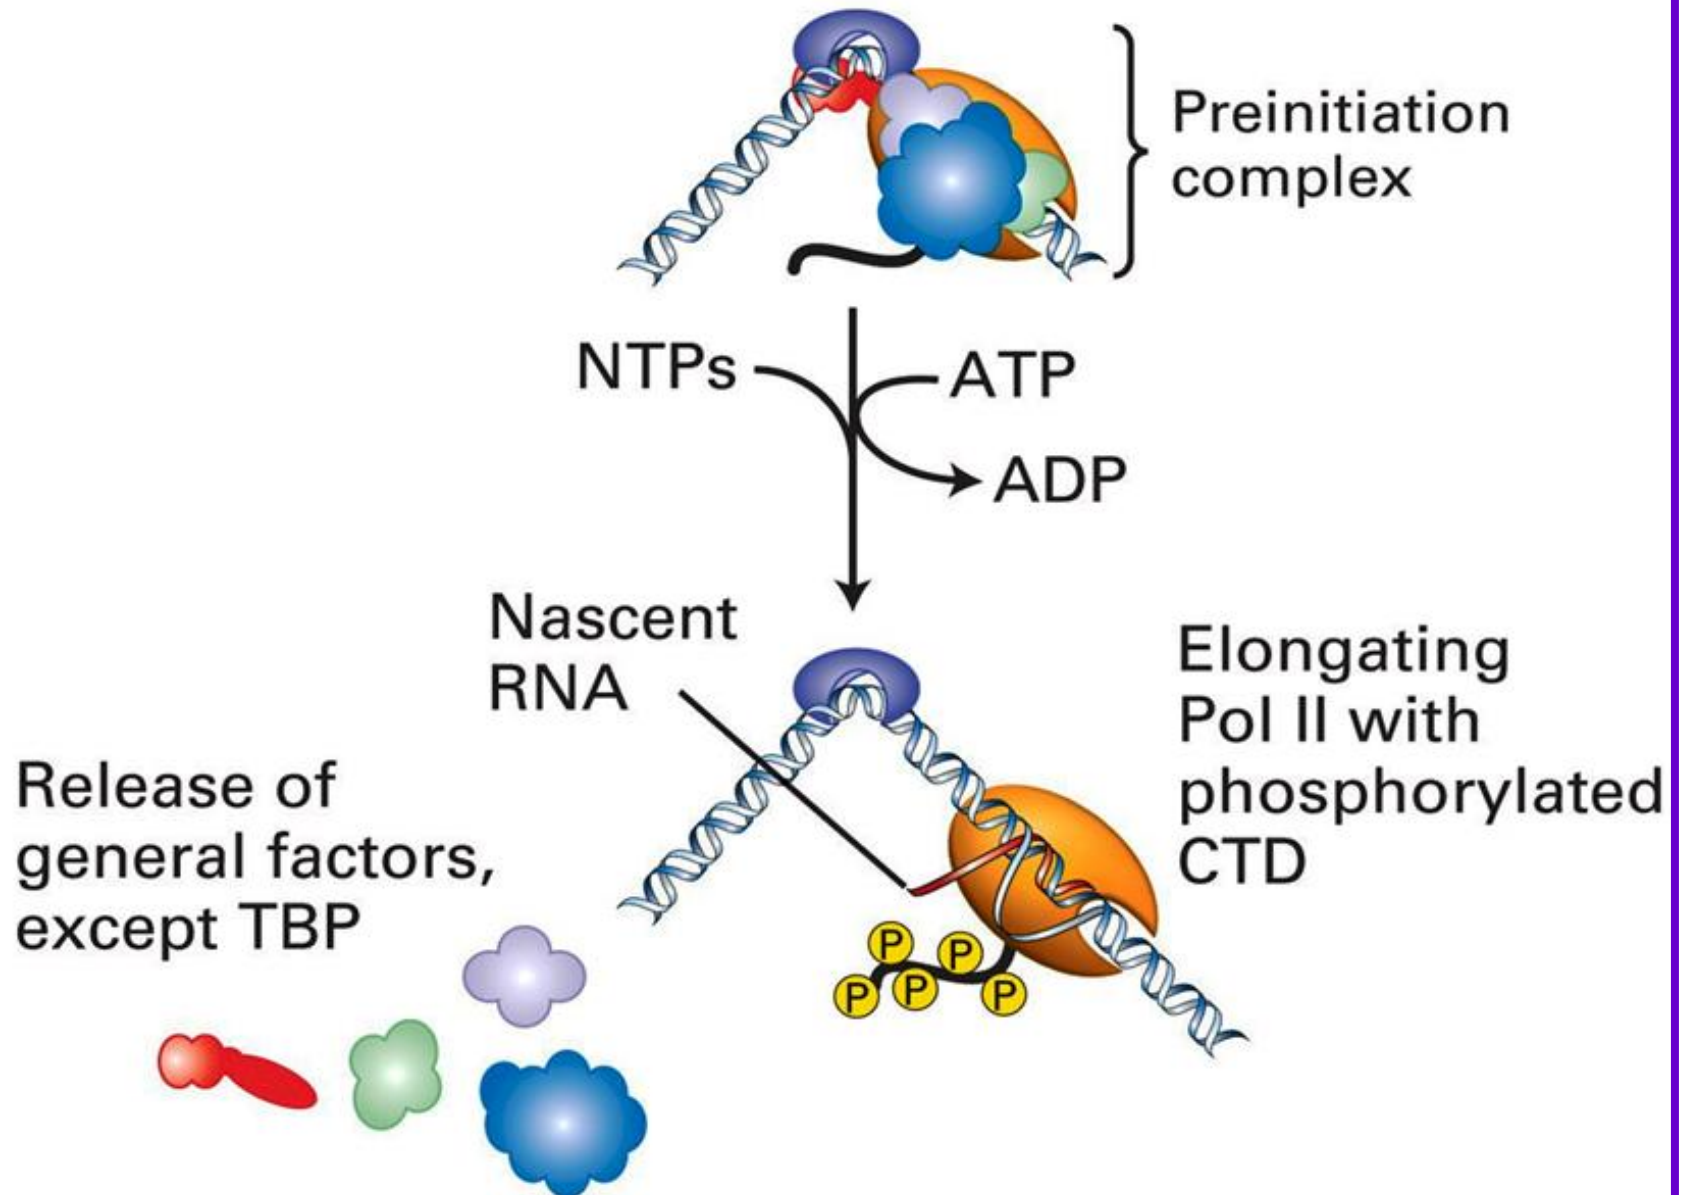 Preinitiation
complex
NTPs
ATP
ADP
Nascent
RNA
Elongating
Pol II with
phosphorylated
CTD
Release of
general factors,
except TBP
P
P
P
P
P